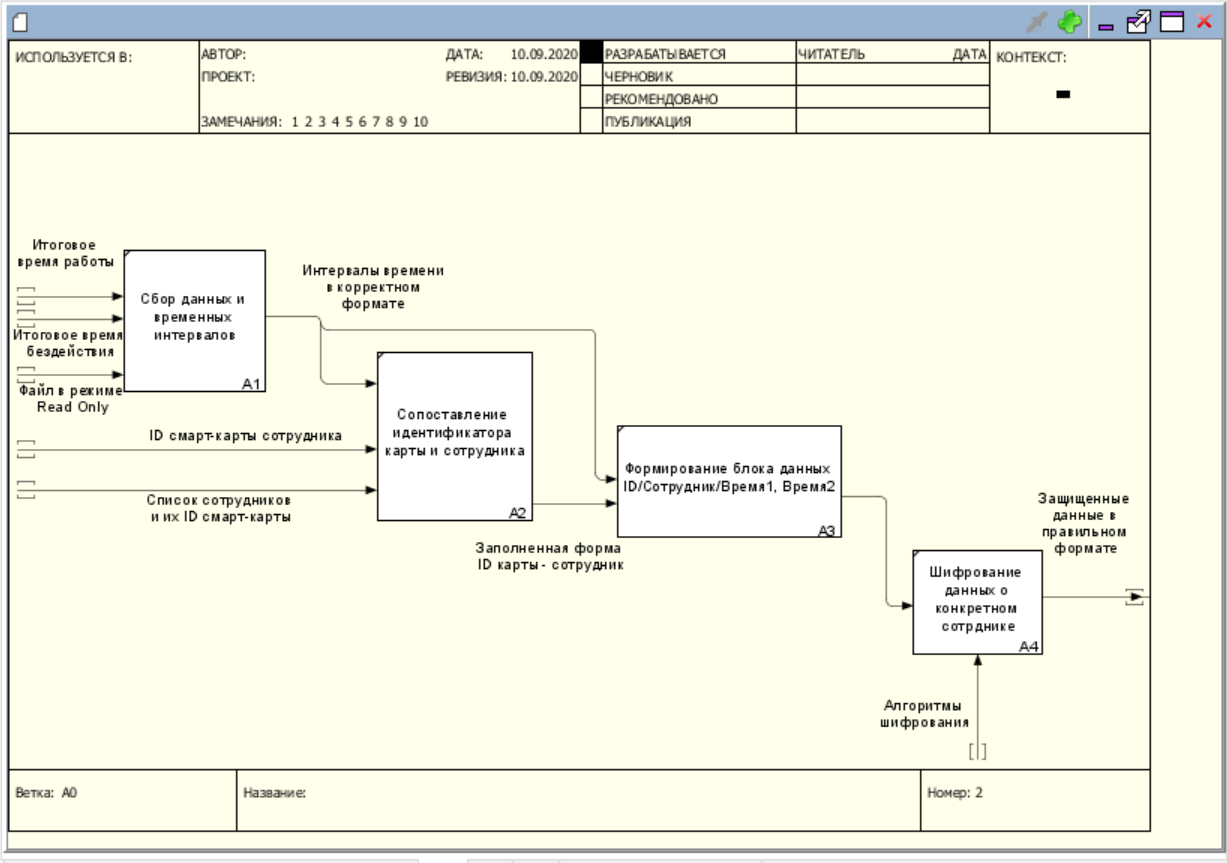 ИСПОЛЬЗУЕТСЯ В:
АВТОР:
ДАТА: 10.09.2020
ПРОЕКТ:
РЕВИЗИЯ: 10.09.2020
ЗАМЕЧАНИЯ: 1 2 3 4 5 6 7 8 9 10
РАЗРАБАТЫВАЕТСЯ
ЧЕРНОВИК
РЕКОМЕНДОВАНО
ПУБЛИКАЦИЯ
ЧИТАТЕЛЬ
ДАТА
КОНТЕКСТ:
Итоговое
время работы
Итоговое время
бездействия
Файл в режиме
Read Only
Сбор данных и
временных
интервалов
A1
Интервалы времени
в корректном
формате
ID смарт-карты сотрудника
Список сотрудников
и их ID смарт-карты
Сопоставление
идентификатора
карты и сотрудника
A2
Заполненная форма
ID карты - сотрудник
Формирование блока данных
ID/Сотрудник/Время1, Время2
A3
Шифрование
данных о
конкретном
сотрднике
A4
Защищенные
данные в
правильном
формате
Алгоритмы
шифрования
Ветка: A0
Название:
Номер: 2